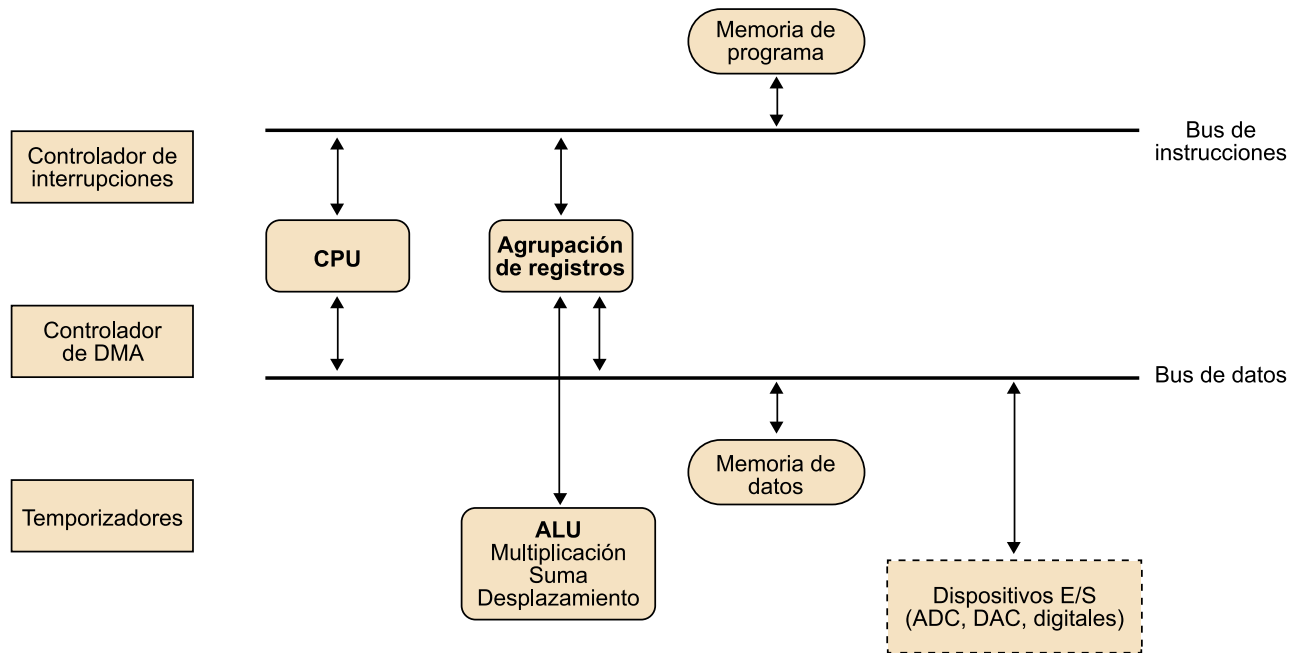 Memoria de
programa
Bus de
instrucciones
Controlador de
interrupciones
CPU
Agrupación
de registros
Controlador
de DMA
Bus de datos
Memoria de
datos
Temporizadores
ALU
Multiplicación
Suma
Desplazamiento
Dispositivos E/S
(ADC, DAC, digitales)